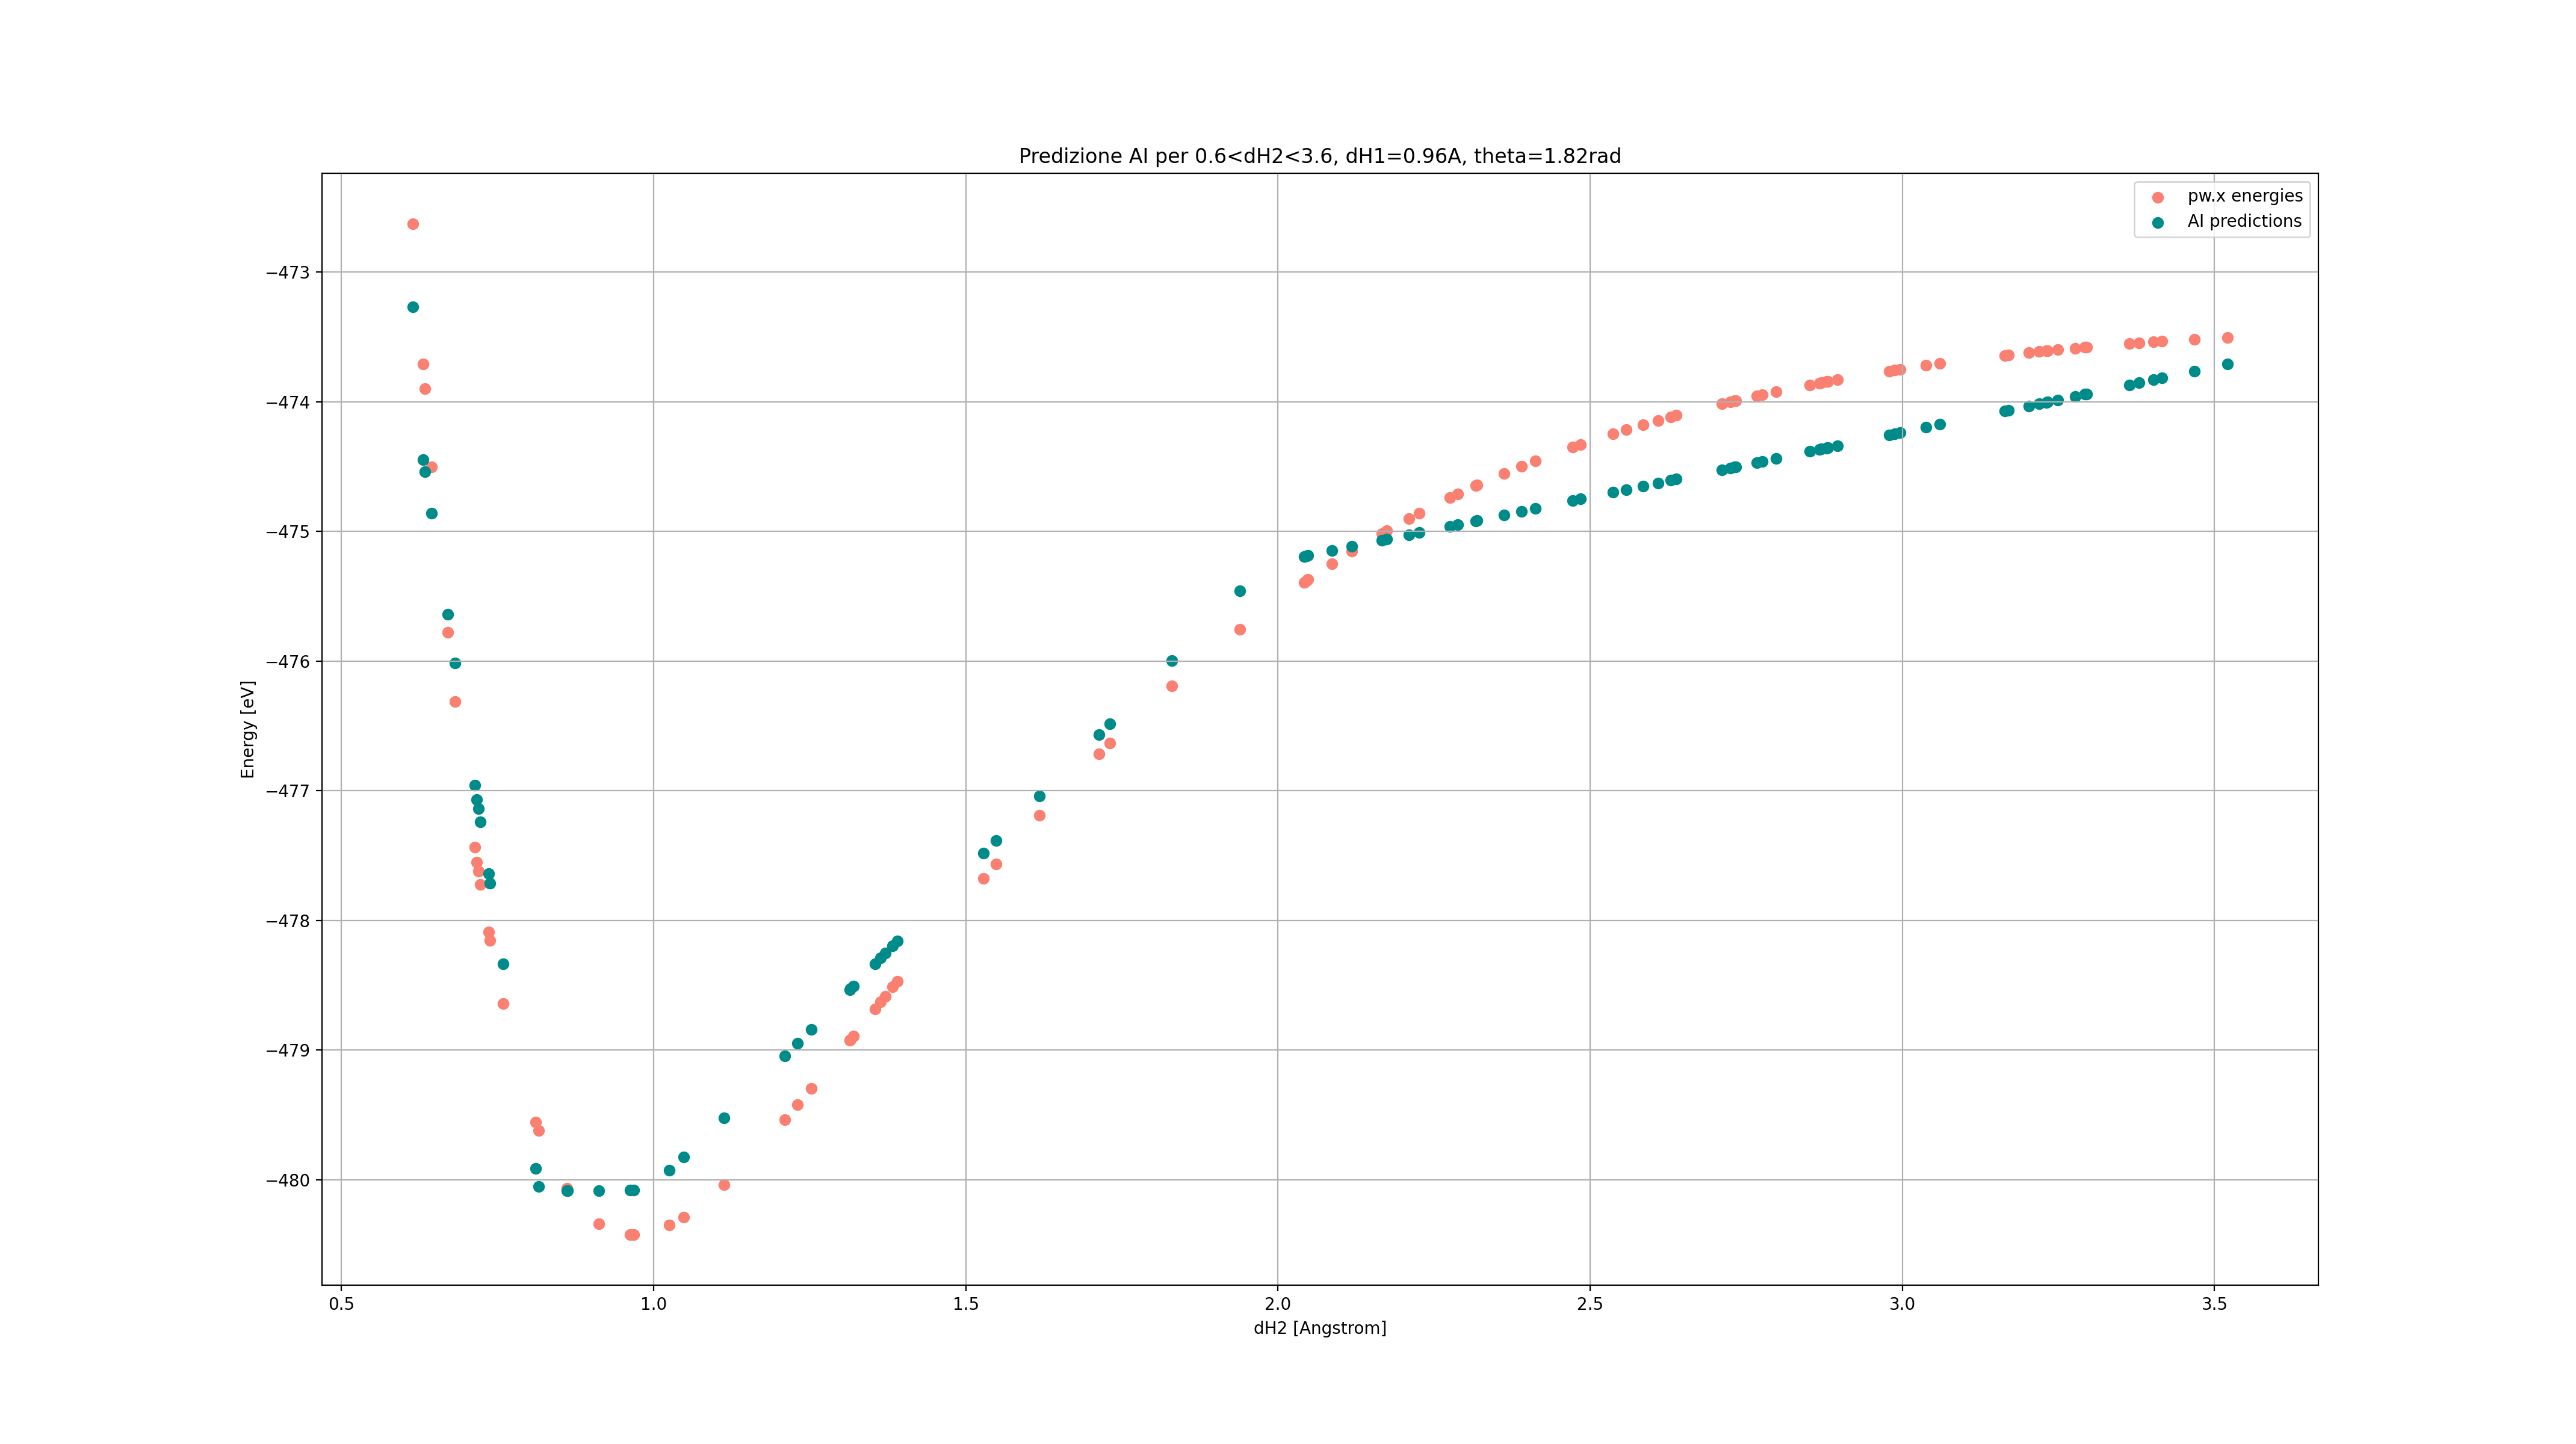 Predizione AI per 0.6<dH2<3.6, dH1=0.96A, theta=1.82rad
pw.x energies
AI predictions
−473
−474
−475
−476
−477
−478
−479
−480
Energy [eV]
0.5 1.0 1.5 2.0 2.5 3.0 3.5
dH2 [Angstrom]